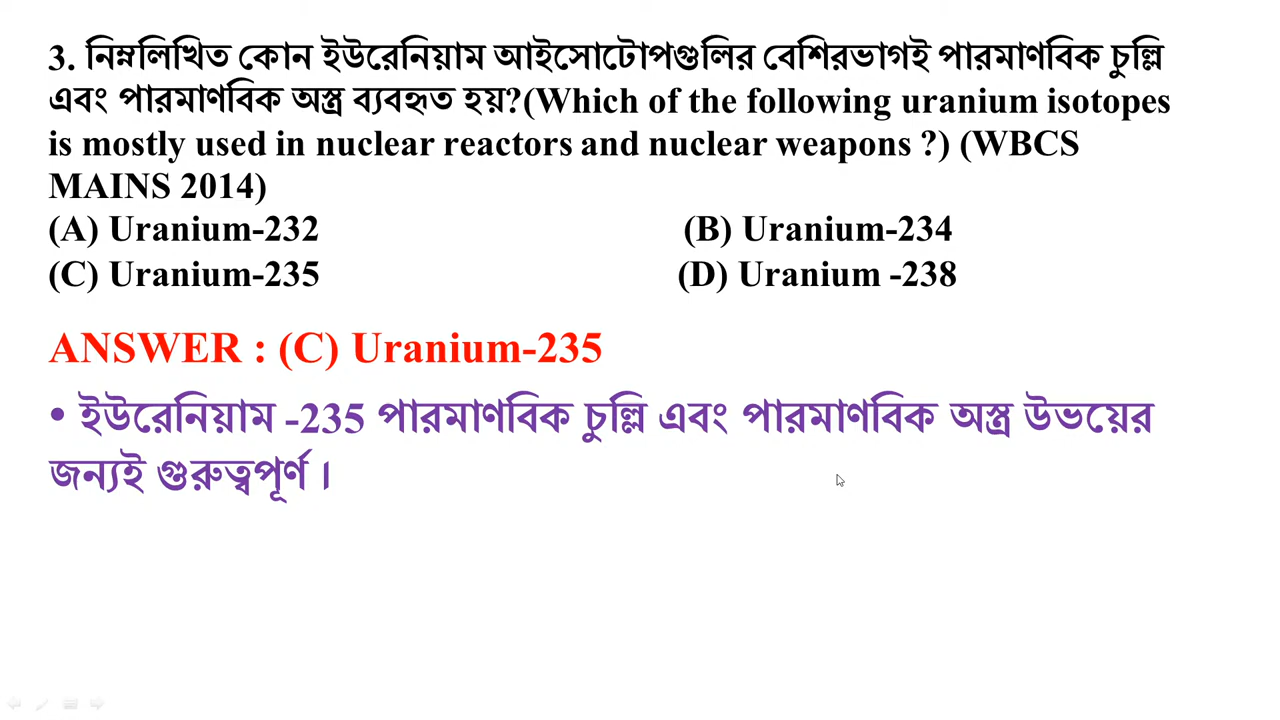 3. নিম্নলিখিত কোন ইউরেনিয়াম আইসোটোপগুলির বেশিরভাগই পারমাণবিক চুল্লি
এবং পারমাণবিক অস্ত্র ব্যবহৃত হয়?(Which of the following uranium isotopes
is mostly used in nuclear reactors and nuclear weapons ?) (WBCS
MAINS 2014)
(A) Uranium-232 (B) Uranium-234
(C) Uranium-235 (D) Uranium -238
ANSWER : (C) Uranium-235
• ইউরেনিয়াম -235 পারমাণবিক চুল্লি এবং পারমাণবিক অস্ত্র উভয়ের
জন্যই গুরুত্বপূর্ণ ।